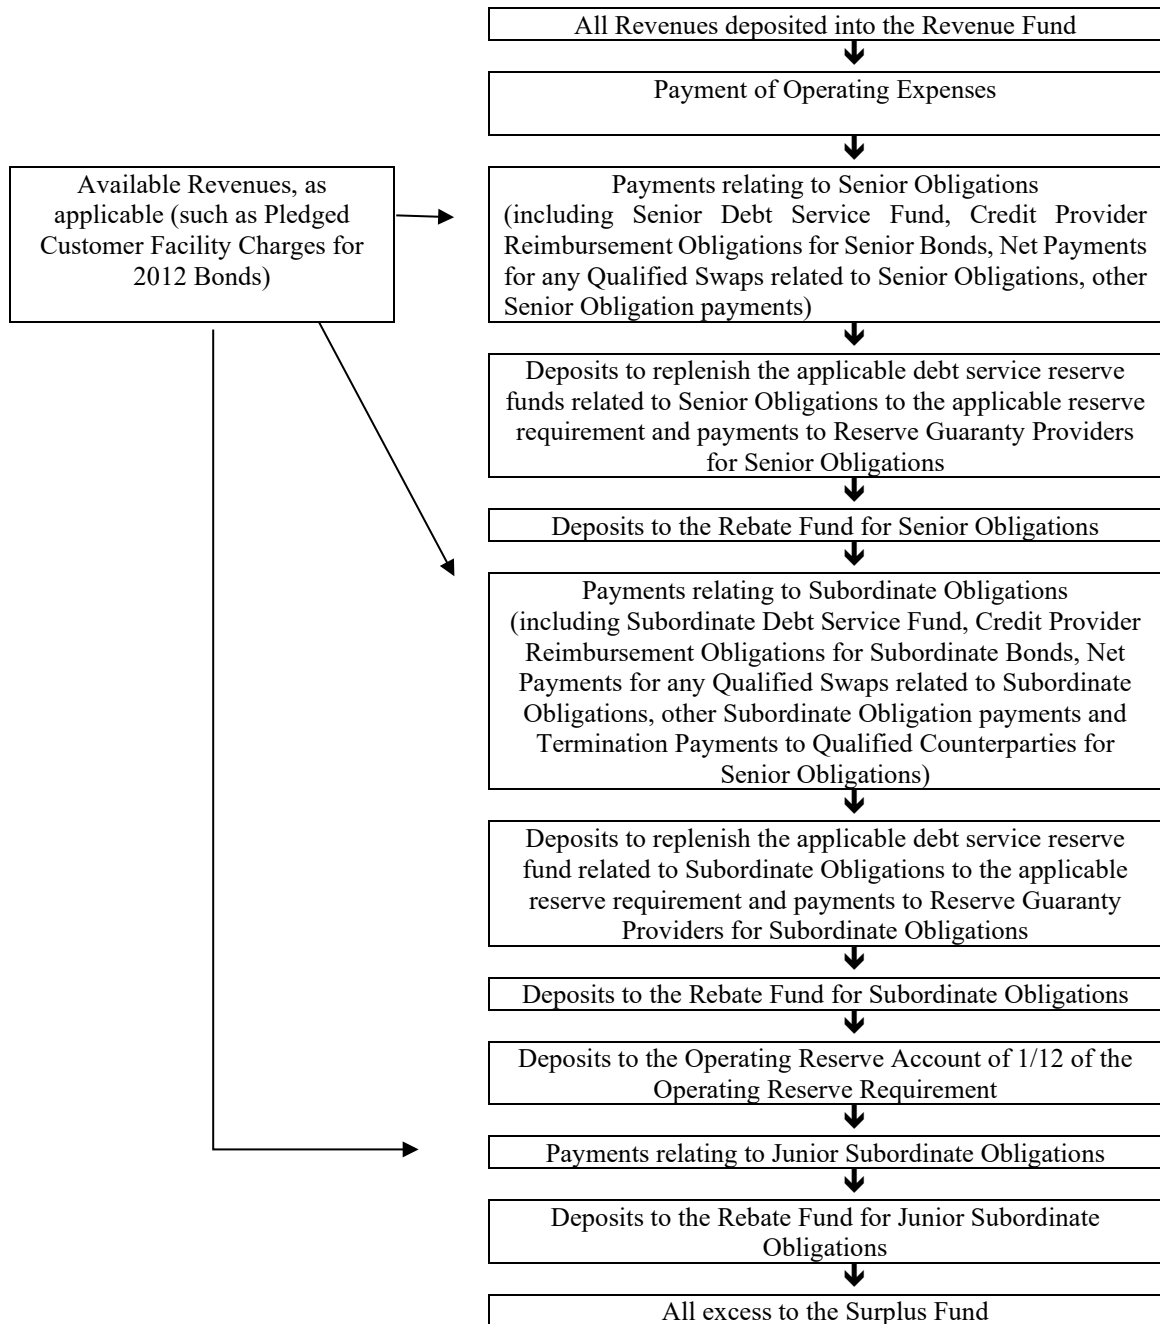 All Revenues deposited into the Revenue Fund
Payment of Operating Expenses
Available Revenues, as
applicable (such as Pledged
Customer Facility Charges for
2012 Bonds)
Payments relating to Senior Obligations
(including Senior Debt Service Fund, Credit Provider
Reimbursement Obligations for Senior Bonds, Net Payments
for any Qualified Swaps related to Senior Obligations, other
Senior Obligation payments)
Deposits to replenish the applicable debt service reserve
funds related to Senior Obligations to the applicable reserve
requirement and payments to Reserve Guaranty Providers
for Senior Obligations
Deposits to the Rebate Fund for Senior Obligations
Payments relating to Subordinate Obligations
(including Subordinate Debt Service Fund, Credit Provider
Reimbursement Obligations for Subordinate Bonds, Net
Payments for any Qualified Swaps related to Subordinate
Obligations, other Subordinate Obligation payments and
Termination Payments to Qualified Counterparties for
Senior Obligations)
Deposits to replenish the applicable debt service reserve
fund related to Subordinate Obligations to the applicable
reserve requirement and payments to Reserve Guaranty
Providers for Subordinate Obligations
Deposits to the Rebate Fund for Subordinate Obligations
Deposits to the Operating Reserve Account of 1/12 of the
Operating Reserve Requirement
Payments relating to Junior Subordinate Obligations
Deposits to the Rebate Fund for Junior Subordinate
Obligations
All excess to the Surplus Fund